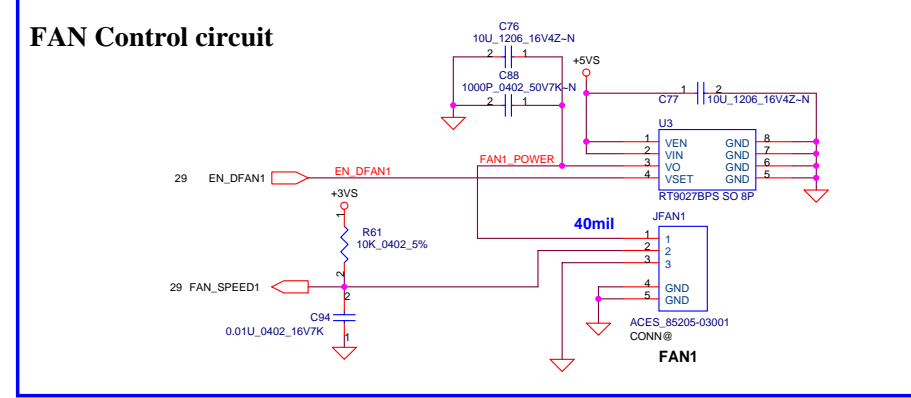 FAN Control circuit
C76
10U_1206_16V4Z~N
2 1
C88
1000P_0402_50V7K~N
2 1
+5VS
1 2
C77 10U_1206_16V4Z~N
U3
1 VEN GND 8
2 VIN GND 7
3 VO GND 6
4 VSET GND 5
RT9027BPS SO 8P
FAN1_POWER
29 EN_DFAN1 EN_DFAN1
+3VS
1
R61
10K_0402_5%
2
29 FAN_SPEED1
2
C94
0.01U_0402_16V7K
1
40mil
JFAN1
1 1
2 2
3 3
4 GND
5 GND
ACES_85205-03001
CONN@
FAN1